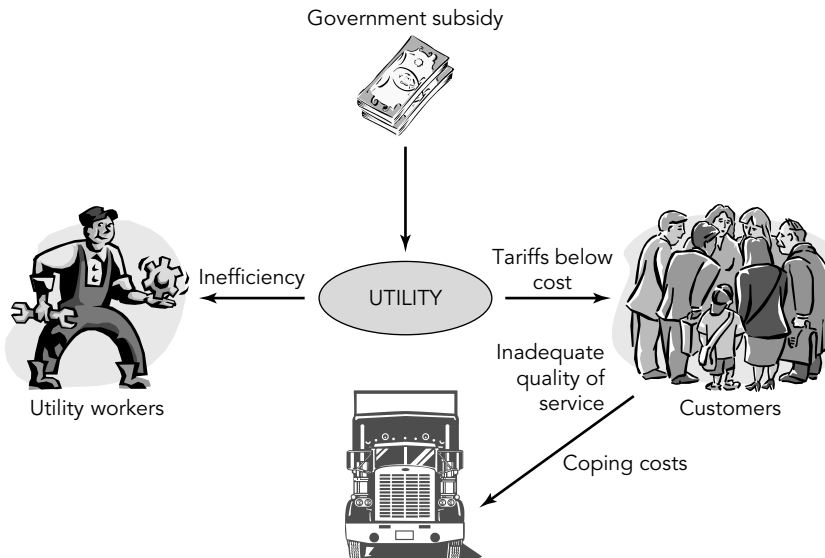 Government subsidy
Inefficiency
UTILITY
Tariffs below
cost
Inadequate
quality of
service
Utility workers
Customers
Coping costs